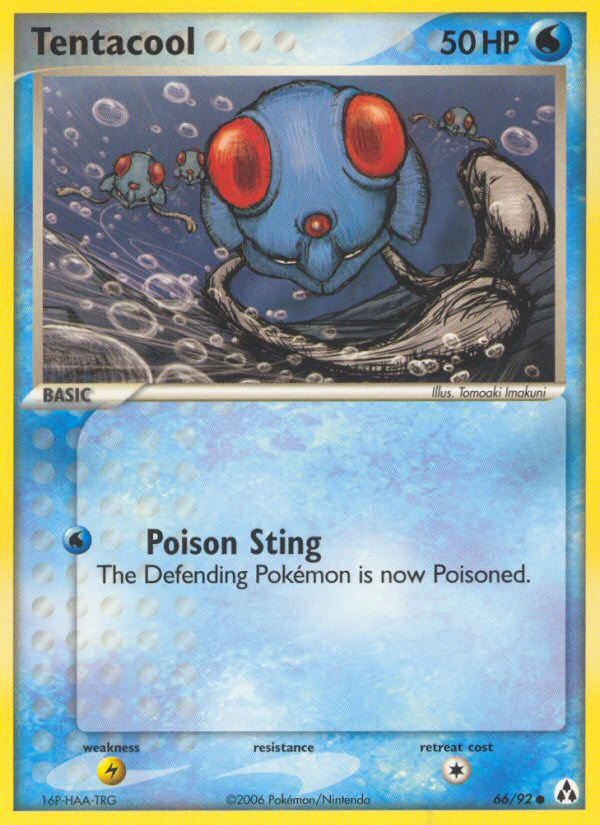 Tentacool
50 HP
BASIC
Illus. Tomoaki Imakuni
Poison Sting
The Defending Pokémon is now Poisoned.
weakness
resistance
retreat cost
16P-HAA-TRG
©2006 Pokémon/Nintendo
66/92